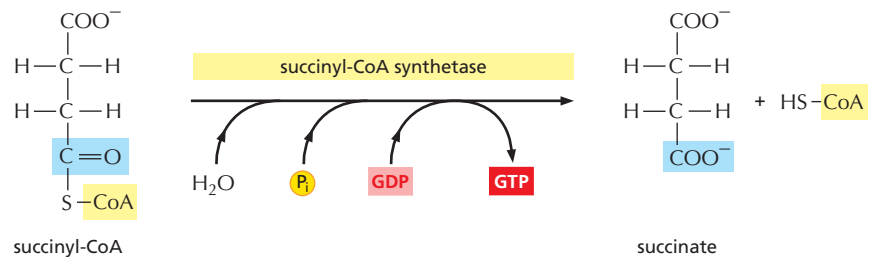 COO⁻ COO⁻
succinyl-CoA synthetase
H—C—H H—C—H
H—C—H H—C—H + HS–CoA
C=O COO⁻
H₂O Pᵢ GDP GTP
S–CoA
succinyl-CoA succinate